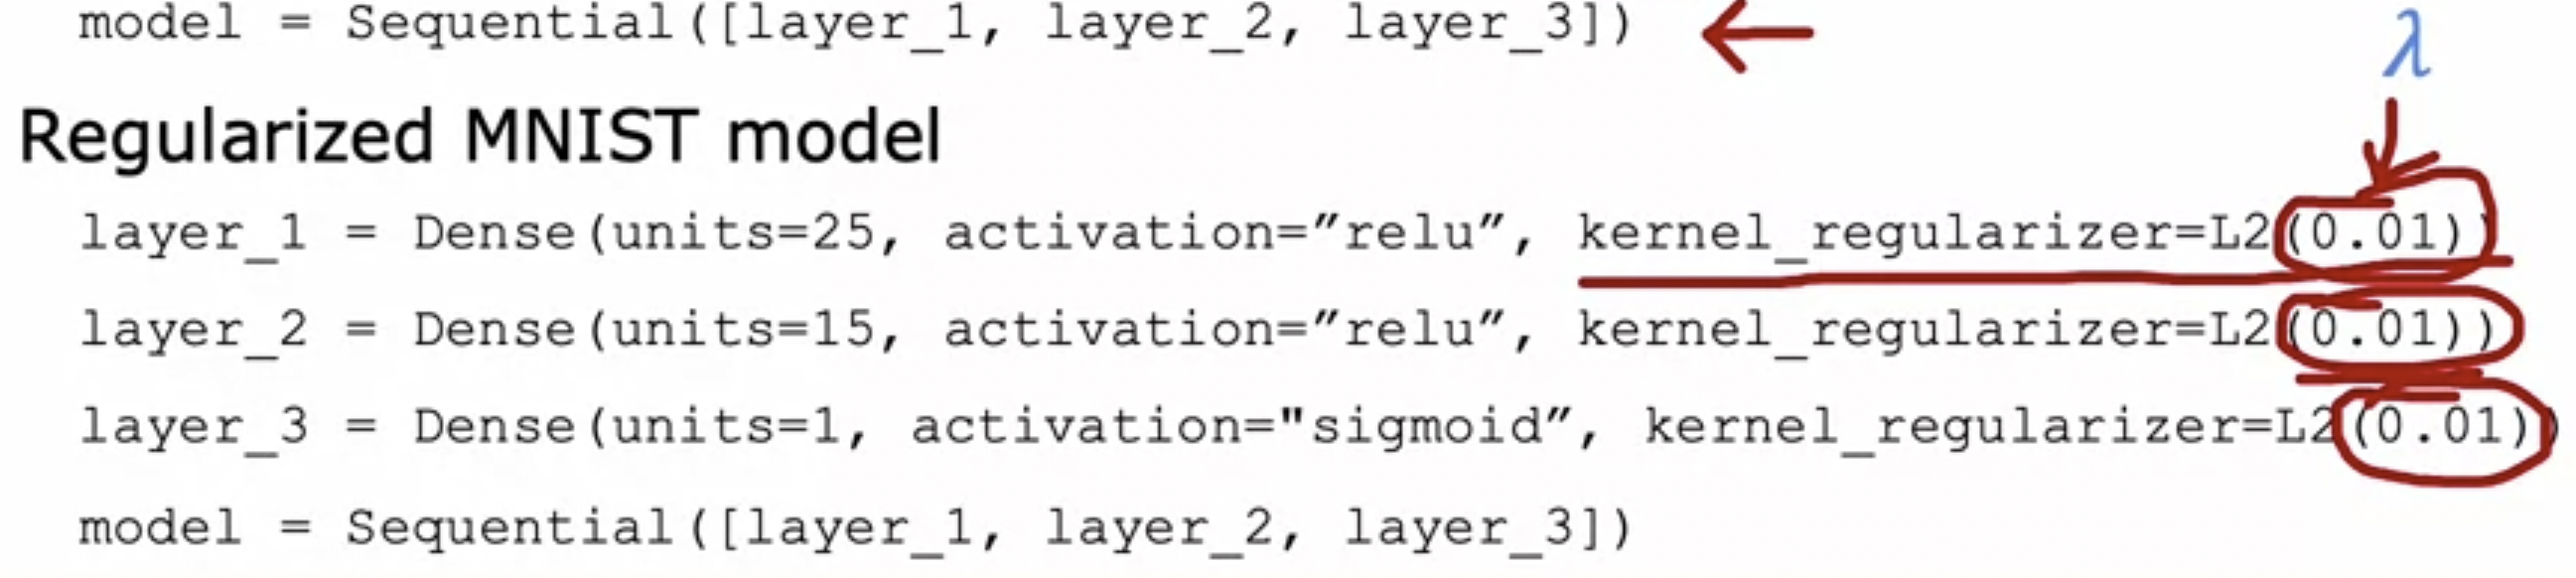 model = Sequential([layer_1, layer_2, layer_3])
λ
Regularized MNIST model
layer_1 = Dense(units=25, activation=”relu”, kernel_regularizer=L2(0.01))
layer_2 = Dense(units=15, activation=”relu”, kernel_regularizer=L2(0.01))
layer_3 = Dense(units=1, activation="sigmoid”, kernel_regularizer=L2(0.01))
model = Sequential([layer_1, layer_2, layer_3])